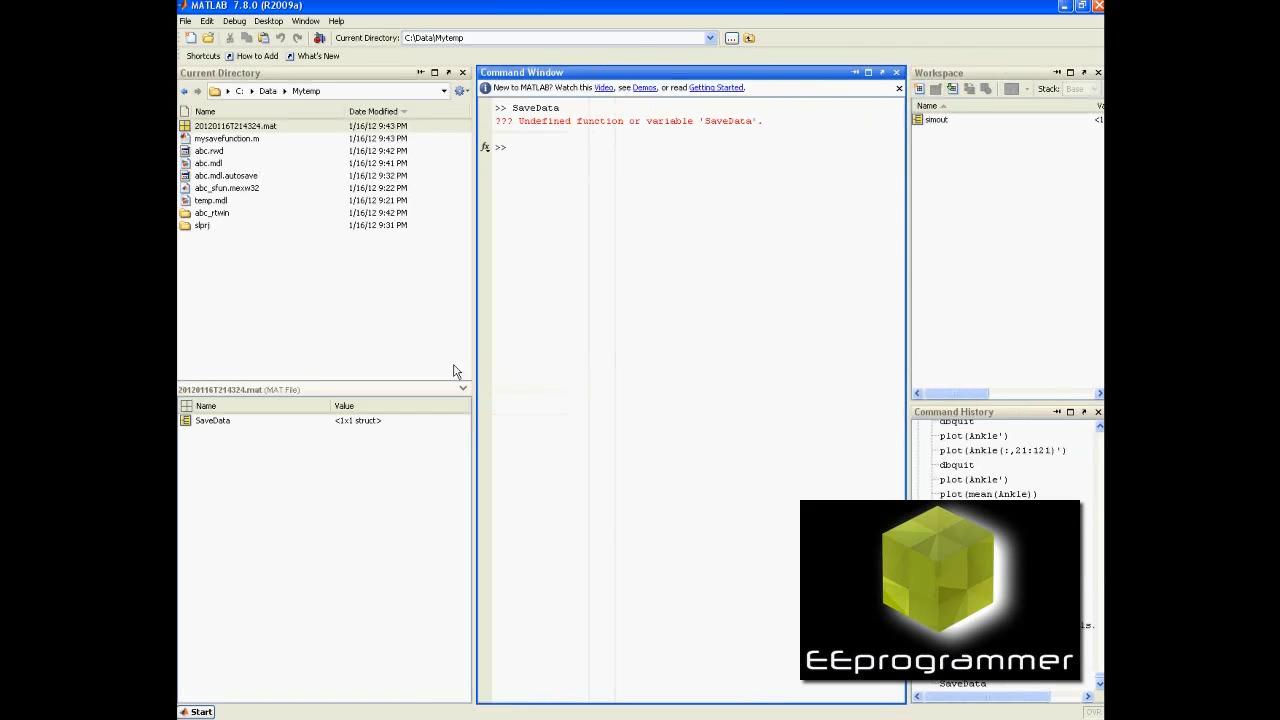 MATLAB 7.8.0 (R2009a)
File Edit Debug Desktop Window Help
Current Directory: C:\Data\Mytemp
Shortcuts How to Add What's New
Current Directory
C: Data Mytemp
Name Date Modified
20120116T214324.mat 1/16/12 9:43 PM
mysavefunction.m 1/16/12 9:43 PM
abc.rwd 1/16/12 9:42 PM
abc.mdl 1/16/12 9:41 PM
abc.mdl.autosave 1/16/12 9:32 PM
abc_sfun.mexw32 1/16/12 9:22 PM
temp.mdl 1/16/12 9:21 PM
abc_rtwin 1/16/12 9:42 PM
slprj 1/16/12 9:31 PM
20120116T214324.mat (MAT File)
Name Value
SaveData <1x1 struct>
Start
Command Window
New to MATLAB? Watch this Video, see Demos, or read Getting Started.
>> SaveData
??? Undefined function or variable 'SaveData'.
fx >>
Workspace
Stack: Base
Name Va
simout <1
Command History
dbquit
plot(Ankle')
plot(Ankle(:,21:121)')
dbquit
plot(Ankle')
plot(mean(Ankle))
ls.
SaveData
EEprogrammer
OVR